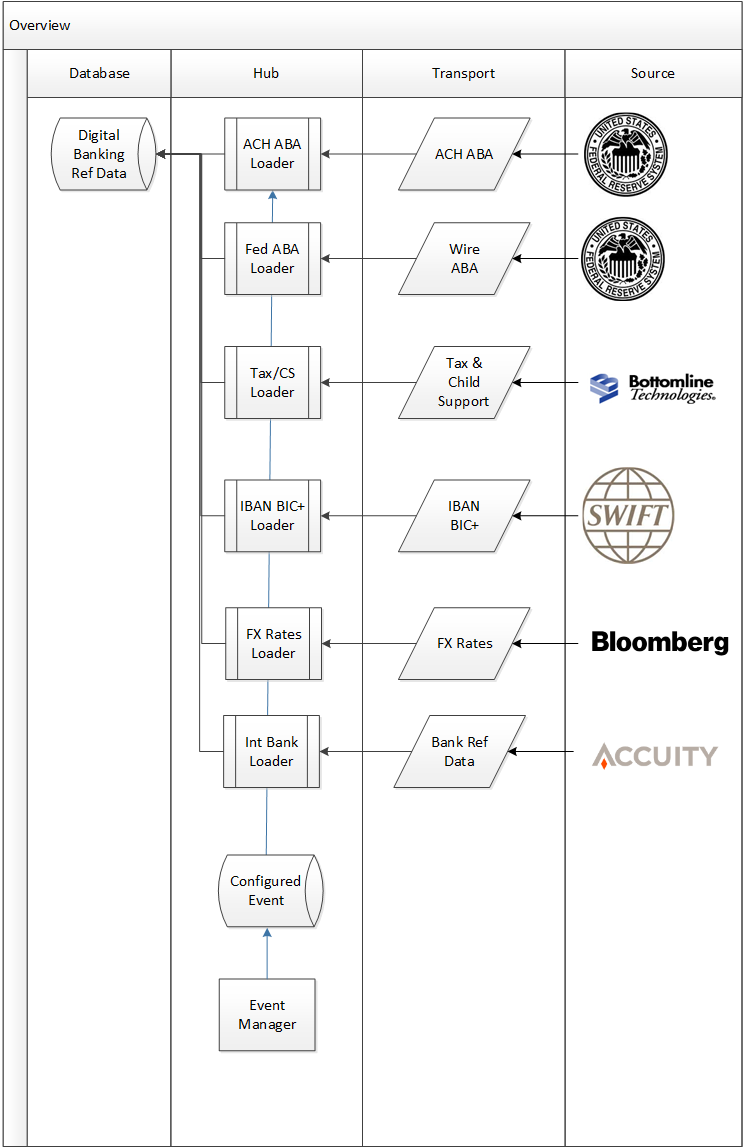 Overview
Database
Hub
Transport
Source
Digital
Banking
Ref Data
ACH ABA
Loader
ACH ABA
UNITED STATES
FEDERAL RESERVE SYSTEM
Fed ABA
Loader
Wire
ABA
UNITED STATES
FEDERAL RESERVE SYSTEM
Tax/CS
Loader
Tax &
Child
Support
Bottomline
Technologies®
IBAN BIC+
Loader
IBAN
BIC+
SWIFT
FX Rates
Loader
FX Rates
Bloomberg
Int Bank
Loader
Bank Ref
Data
ACCUITY
Configured
Event
Event
Manager